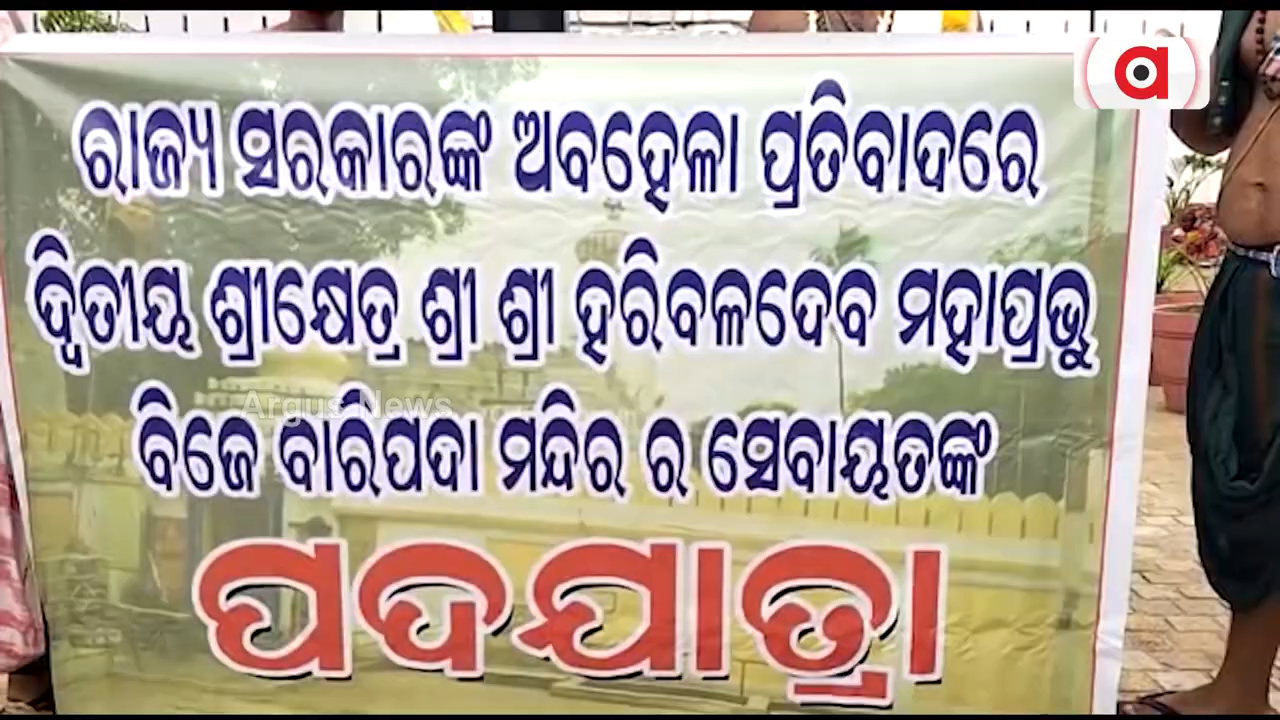 a
ରାଜ୍ୟ ସରକାରଙ୍କ ଅବହେଳା ପ୍ରତିବାଦରେ
ଦ୍ଵିତୀୟ ଶ୍ରୀକ୍ଷେତ୍ର ଶ୍ରୀ ଶ୍ରୀ ହରିବଳଦେବ ମହାପ୍ରଭୁ
Argus News
ବିଜେ ବାରିପଦା ମନ୍ଦିର ର ସେବାୟତଙ୍କ
ପଦଯାତ୍ରା